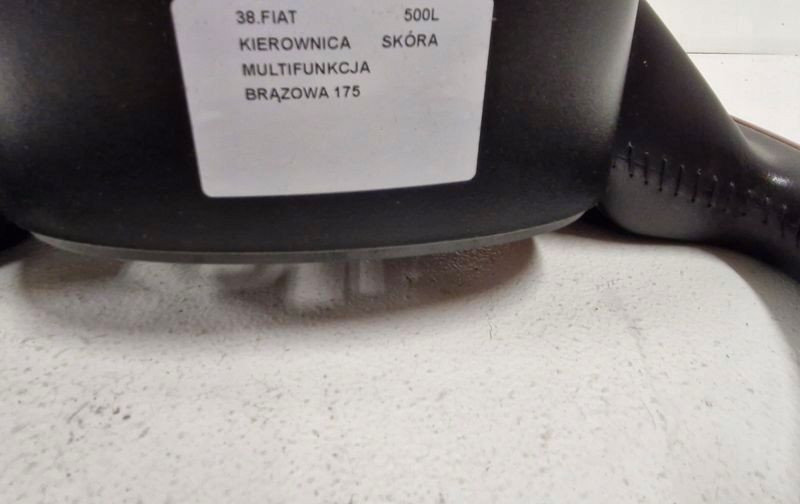 38.FIAT 500L
KIEROWNICA SKÓRA
MULTIFUNKCJA
BRĄZOWA 175